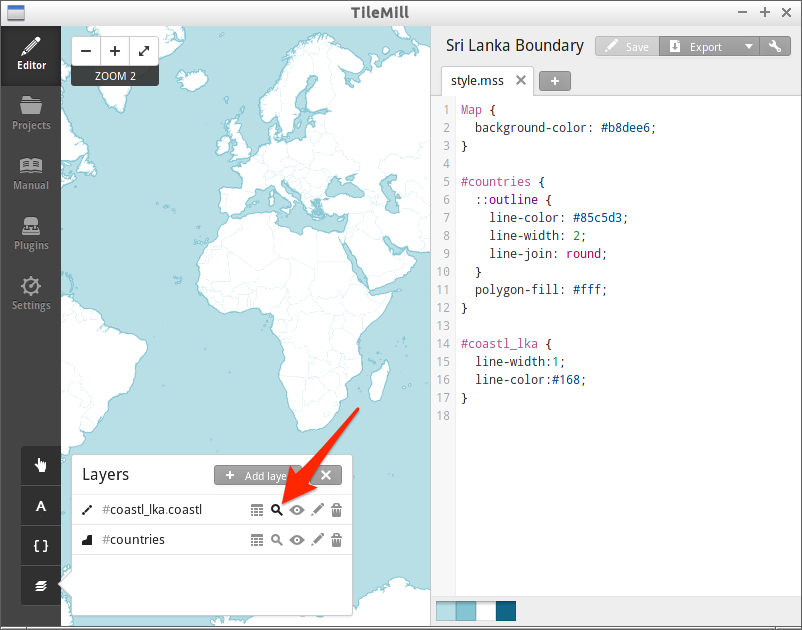 TileMill
Editor
Projects
Manual
Plugins
Settings
ZOOM 2
Sri Lanka Boundary
Save
Export
style.mss
1 Map {
2 background-color: #b8dee6;
3 }
4
5 #countries {
6 ::outline {
7 line-color: #85c5d3;
8 line-width: 2;
9 line-join: round;
10 }
11 polygon-fill: #fff;
12 }
13
14 #coastl_lka {
15 line-width:1;
16 line-color:#168;
17 }
18
A
{ }
Layers
+ Add laye
#coastl_lka.coastl
#countries